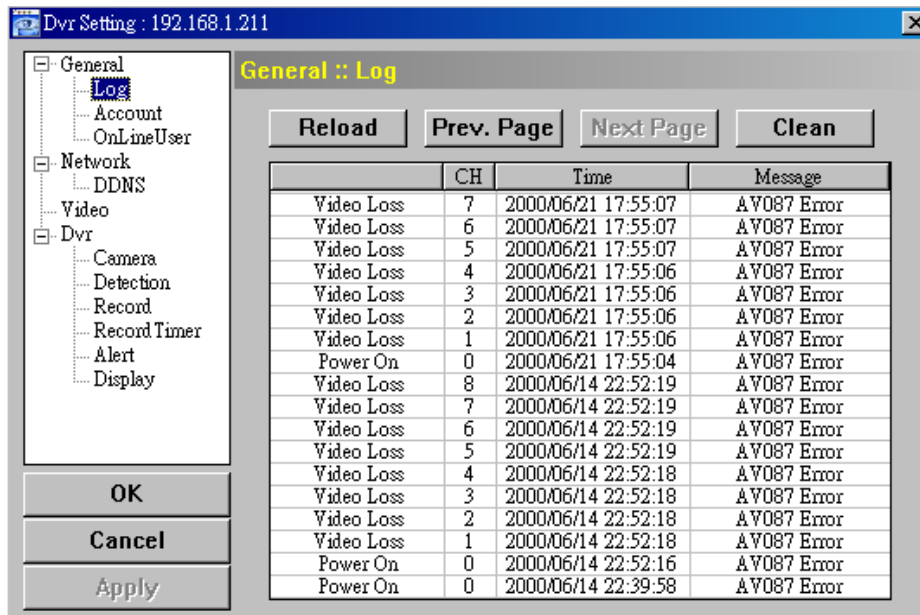 Dvr Setting : 192.168.1.211
General
Log
Account
OnLineUser
Network
DDNS
Video
Dvr
Camera
Detection
Record
Record Timer
Alert
Display
OK
Cancel
Apply
General :: Log
Reload Prev. Page Next Page Clean
CH Time Message
Video Loss 7 2000/06/21 17:55:07 AV087 Error
Video Loss 6 2000/06/21 17:55:07 AV087 Error
Video Loss 5 2000/06/21 17:55:07 AV087 Error
Video Loss 4 2000/06/21 17:55:06 AV087 Error
Video Loss 3 2000/06/21 17:55:06 AV087 Error
Video Loss 2 2000/06/21 17:55:06 AV087 Error
Video Loss 1 2000/06/21 17:55:06 AV087 Error
Power On 0 2000/06/21 17:55:04 AV087 Error
Video Loss 8 2000/06/14 22:52:19 AV087 Error
Video Loss 7 2000/06/14 22:52:19 AV087 Error
Video Loss 6 2000/06/14 22:52:19 AV087 Error
Video Loss 5 2000/06/14 22:52:19 AV087 Error
Video Loss 4 2000/06/14 22:52:18 AV087 Error
Video Loss 3 2000/06/14 22:52:18 AV087 Error
Video Loss 2 2000/06/14 22:52:18 AV087 Error
Video Loss 1 2000/06/14 22:52:18 AV087 Error
Power On 0 2000/06/14 22:52:16 AV087 Error
Power On 0 2000/06/14 22:39:58 AV087 Error